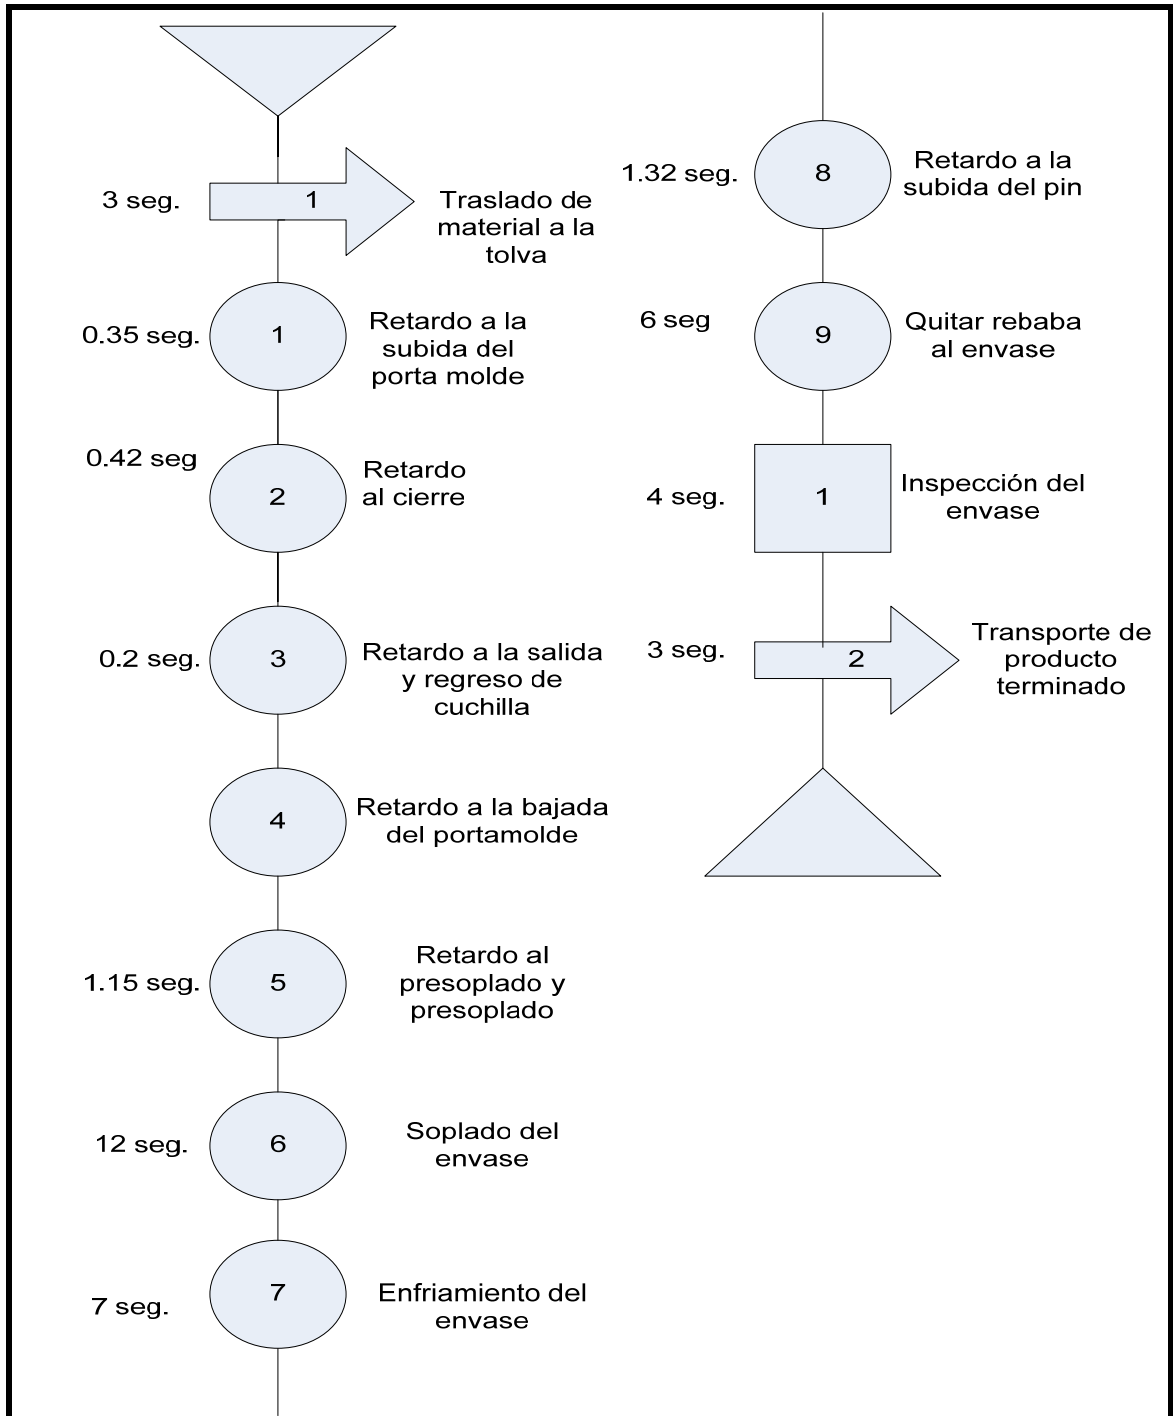 3 seg.
1
Traslado de
material a la
tolva
0.35 seg.
1
Retardo a la
subida del
porta molde
0.42 seg
2
Retardo
al cierre
0.2 seg.
3
Retardo a la salida
y regreso de
cuchilla
4
Retardo a la bajada
del portamolde
1.15 seg.
5
Retardo al
presoplado y
presoplado
12 seg.
6
Soplado del
envase
7 seg.
7
Enfriamiento del
envase
1.32 seg.
8
Retardo a la
subida del pin
6 seg
9
Quitar rebaba
al envase
4 seg.
1
Inspección del
envase
3 seg.
2
Transporte de
producto
terminado